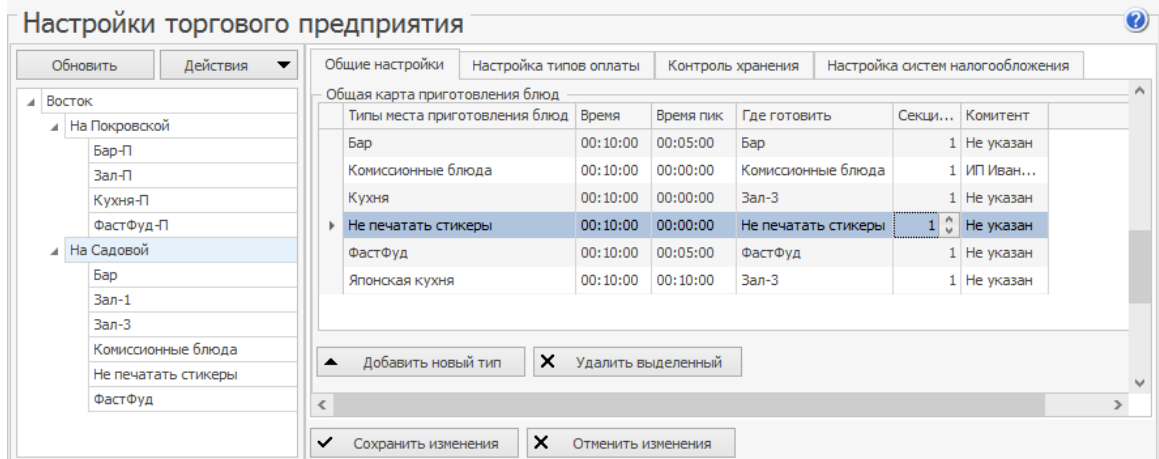 Настройки торгового предприятия
Обновить Действия
Восток
На Покровской
Бар-П
Зал-П
Кухня-П
ФастФуд-П
На Садовой
Бар
Зал-1
Зал-3
Комиссионные блюда
Не печатать стикеры
ФастФуд
Общие настройки Настройка типов оплаты Контроль хранения Настройка систем налогообложения
Общая карта приготовления блюд
Типы места приготовления блюд Время Время пик Где готовить Секци... Комитент
Бар 00:10:00 00:05:00 Бар 1 Не указан
Комиссионные блюда 00:10:00 00:00:00 Комиссионные блюда 1 ИП Иван...
Кухня 00:10:00 00:00:00 Зал-3 1 Не указан
Не печатать стикеры 00:10:00 00:00:00 Не печатать стикеры 1 Не указан
ФастФуд 00:10:00 00:05:00 ФастФуд 1 Не указан
Японская кухня 00:10:00 00:10:00 Зал-3 1 Не указан
Добавить новый тип Удалить выделенный
Сохранить изменения Отменить изменения